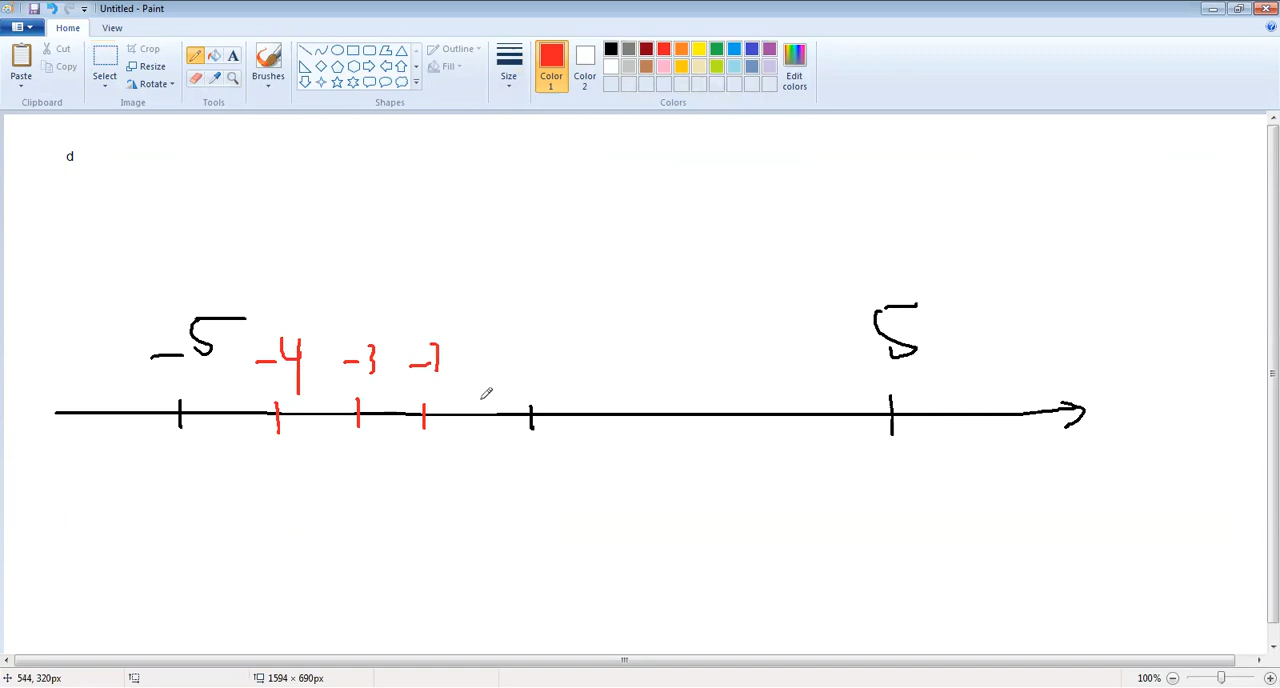 Untitled - Paint
Home View
Paste
Cut
Copy
Clipboard
Select
Crop
Resize
Rotate
Image
A
Tools
Brushes
Shapes
Outline
Fill
Size
Color 1
Color 2
Edit colors
Colors
d
-5 -4 -3 5
544, 320px
1594 × 690px
100%